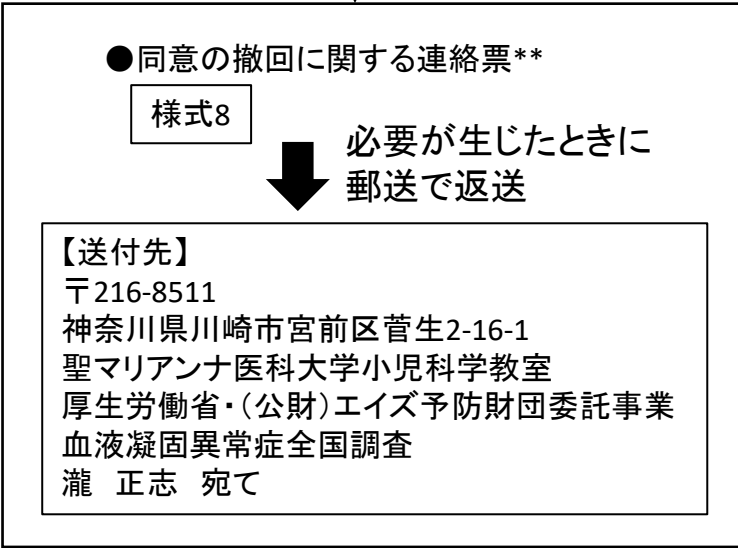 ●同意の撤回に関する連絡票**
様式8
必要が生じたときに
郵送で返送
【送付先】
〒216-8511
神奈川県川崎市宮前区菅生2-16-1
聖マリアンナ医科大学小児科学教室
厚生労働省・（公財）エイズ予防財団委託事業
血液凝固異常症全国調査
瀧　正志　宛て